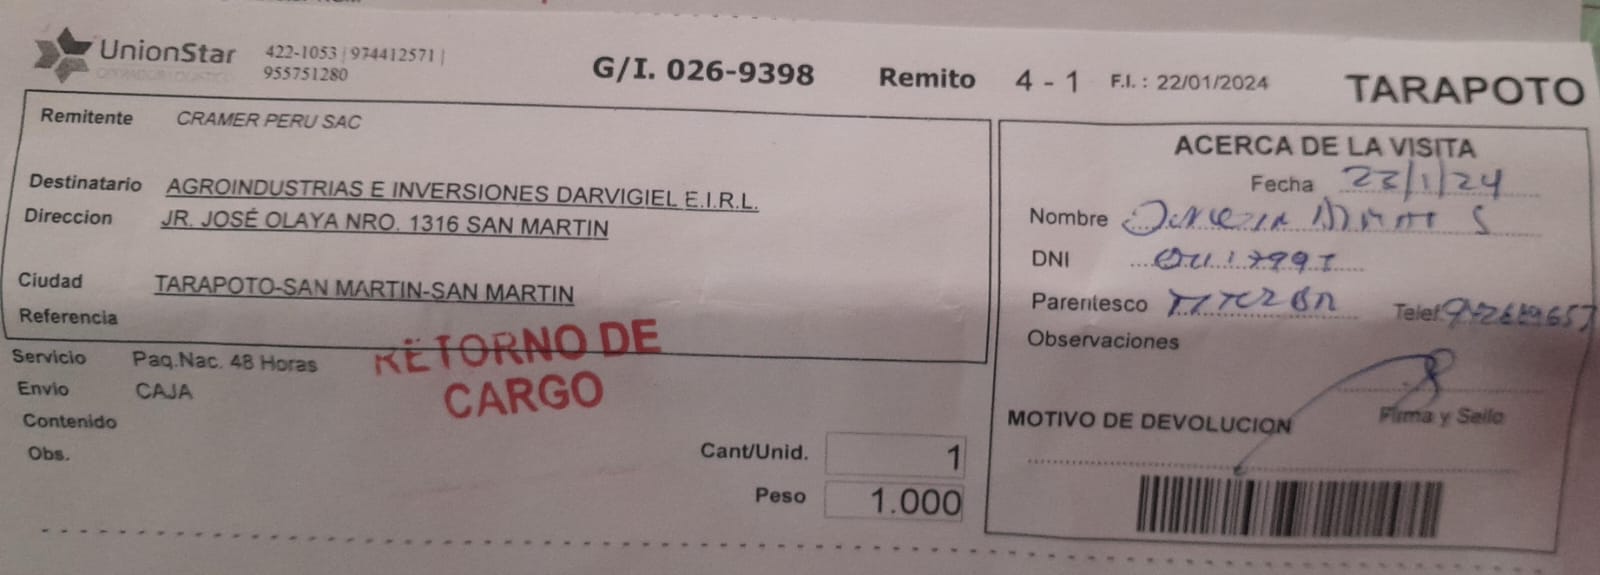 UnionStar 422-1053 | 974412571 |
OPERADOR LOGISTICO 955751280
G/I. 026-9398 Remito 4 - 1 F.I. : 22/01/2024 TARAPOTO
Remitente CRAMER PERU SAC
Destinatario AGROINDUSTRIAS E INVERSIONES DARVIGIEL E.I.R.L.
Direccion JR. JOSÉ OLAYA NRO. 1316 SAN MARTIN
Ciudad TARAPOTO-SAN MARTIN-SAN MARTIN
Referencia
Servicio Paq.Nac. 48 Horas
Envio CAJA
Contenido
Obs.
RETORNO DE
CARGO
Cant/Unid. 1
Peso 1.000
ACERCA DE LA VISITA
Fecha 23/1/24
Nombre
DNI
Parentesco
Telef
Observaciones
Firma y Sello
MOTIVO DE DEVOLUCION